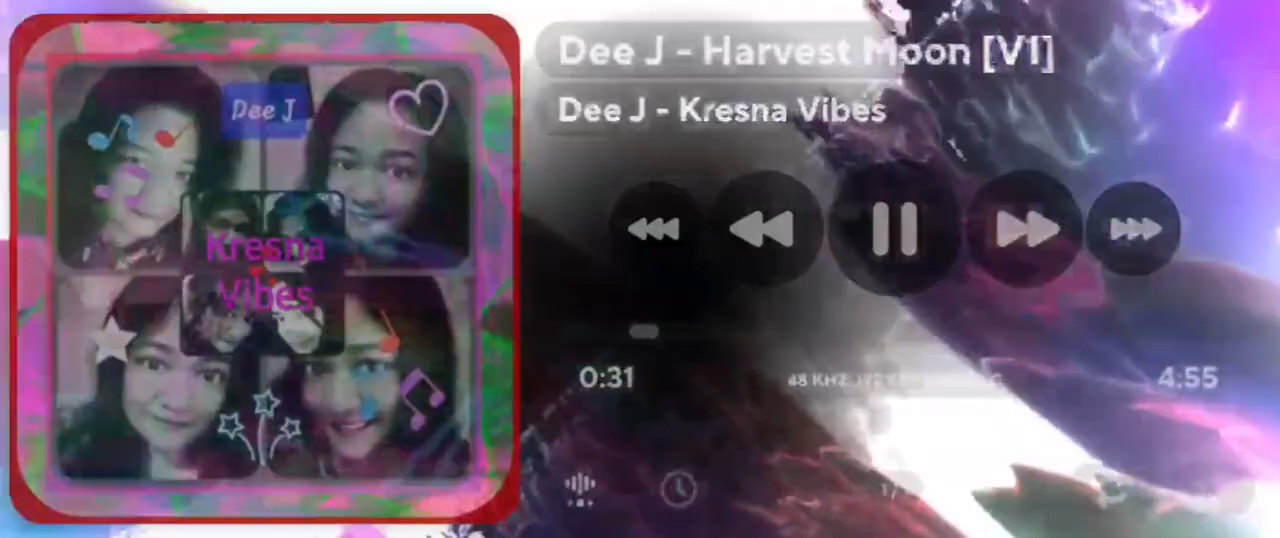 Dee J
Kresna
Vibes
Dee J - Harvest Moon [V1]
Dee J - Kresna Vibes
0:31
48 KHZ
4:55